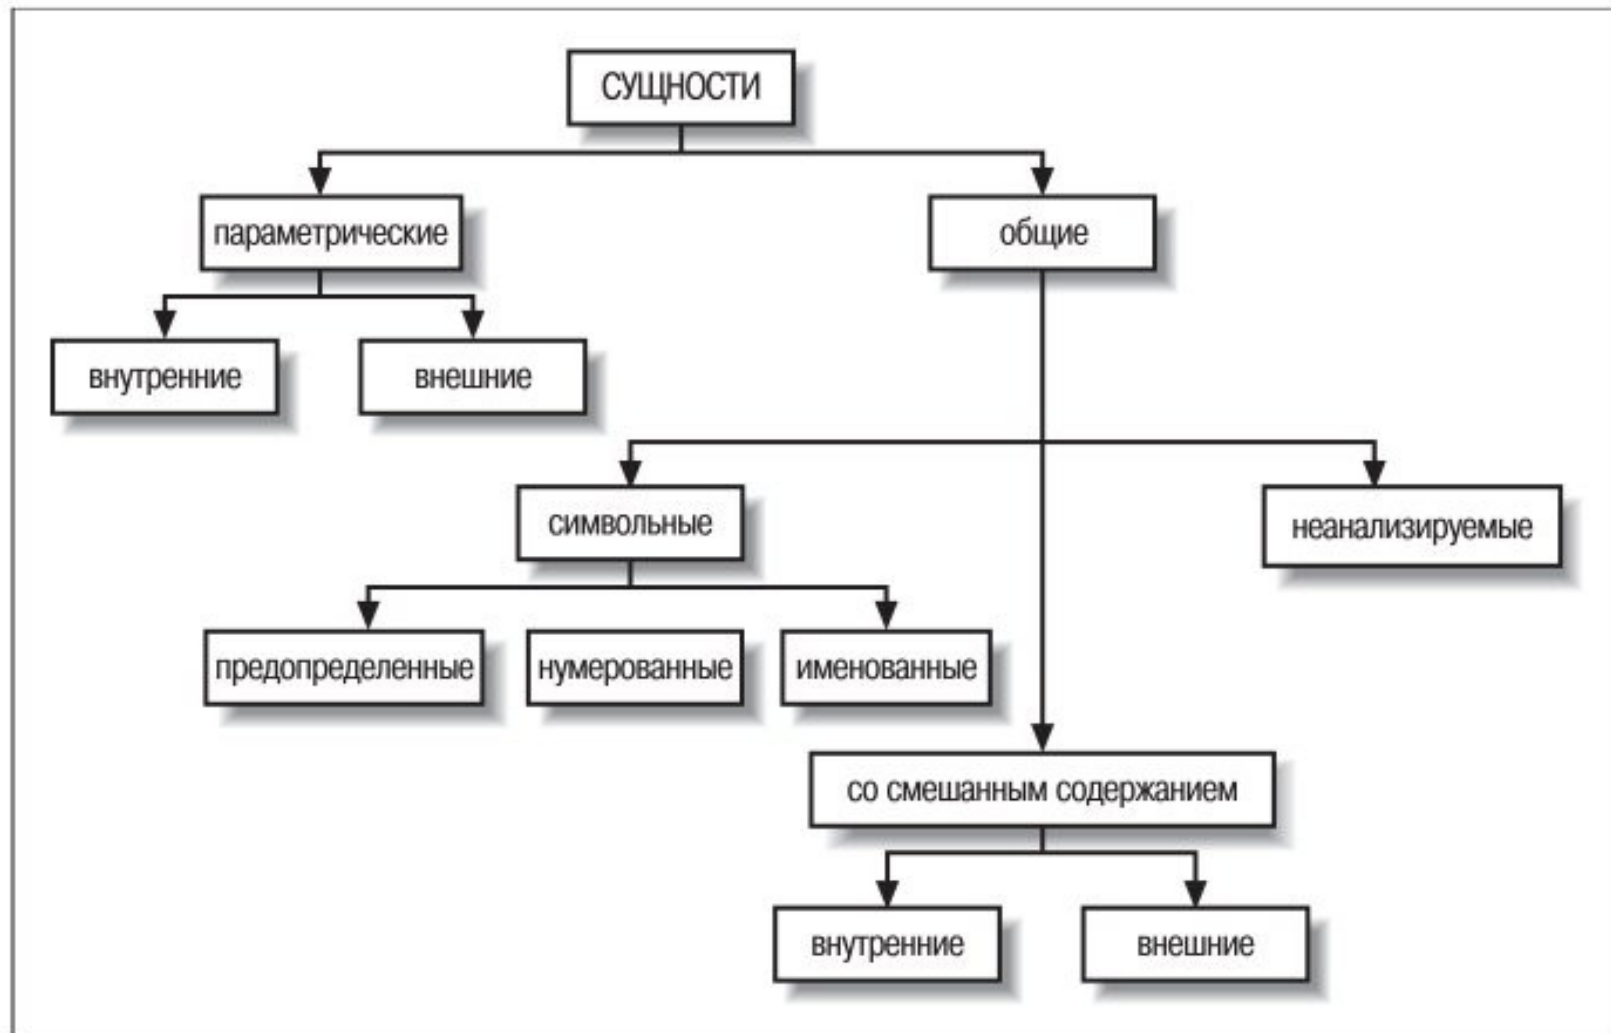 СУЩНОСТИ
параметрические
общие
внутренние
внешние
символьные
неанализируемые
предопределенные
нумерованные
именованные
со смешанным содержанием
внутренние
внешние